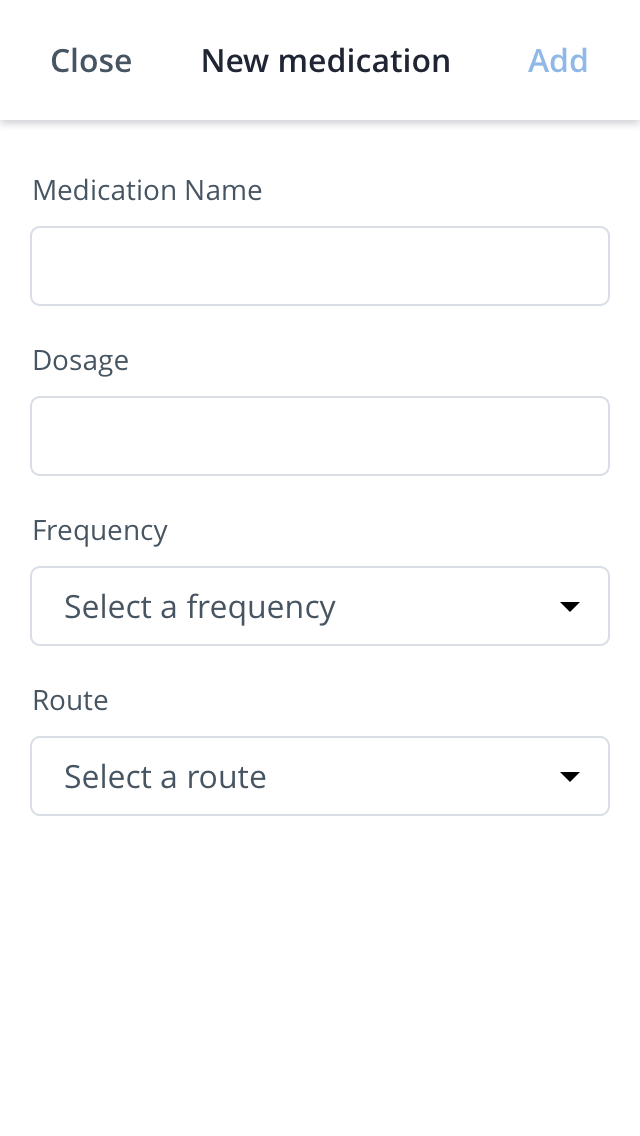 Close New medication Add
Medication Name
Dosage
Frequency
Select a frequency
Route
Select a route